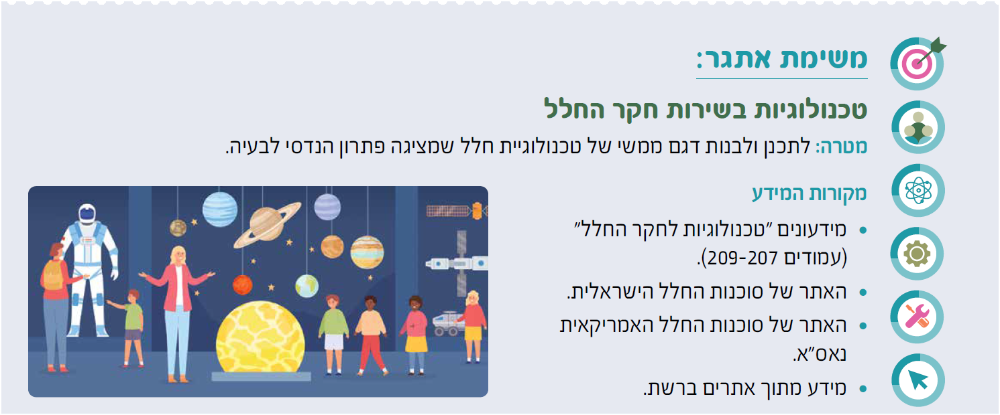 משימת אתגר:
טכנולוגיות בשירות חקר החלל
מטרה: לתכנן ולבנות דגם ממשי של טכנולוגיית חלל שמציגה פתרון הנדסי לבעיה.
מקורות המידע
• מידעונים "טכנולוגיות לחקר החלל"
(עמודים 209-207).
• האתר של סוכנות החלל הישראלית.
• האתר של סוכנות החלל האמריקאית
נאס"א.
• מידע מתוך אתרים ברשת.